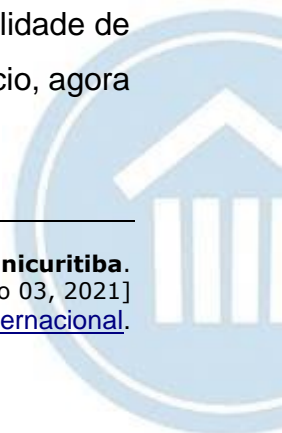 lidade de
cio, agora
nicuritiba.
o 03, 2021]
ernacional.